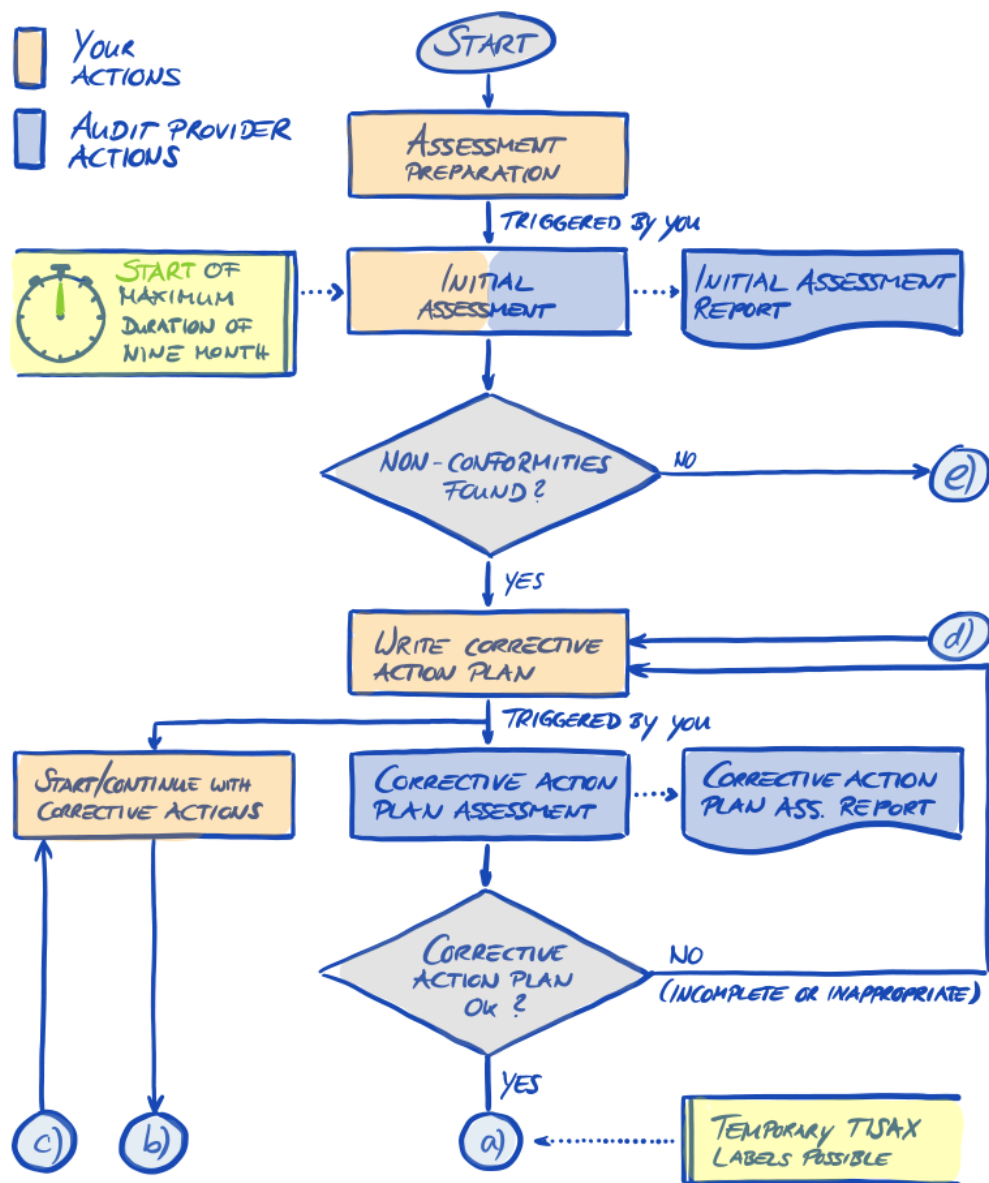 START
YOUR
ACTIONS
AUDIT PROVIDER
ACTIONS
ASSESSMENT
PREPARATION
TRIGGERED BY YOU
START OF
MAXIMUM
DURATION OF
NINE MONTH
INITIAL
ASSESSMENT
INITIAL ASSESSMENT
REPORT
NON-CONFORMITIES
FOUND?
NO
e)
YES
WRITE CORRECTIVE
ACTION PLAN
d)
TRIGGERED BY YOU
START/CONTINUE WITH
CORRECTIVE ACTIONS
CORRECTIVE ACTION
PLAN ASSESSMENT
CORRECTIVE ACTION
PLAN ASS. REPORT
CORRECTIVE
ACTION PLAN
OK?
NO
(INCOMPLETE OR INAPPROPRIATE)
YES
c)
b)
a)
TEMPORARY TISAX
LABELS POSSIBLE